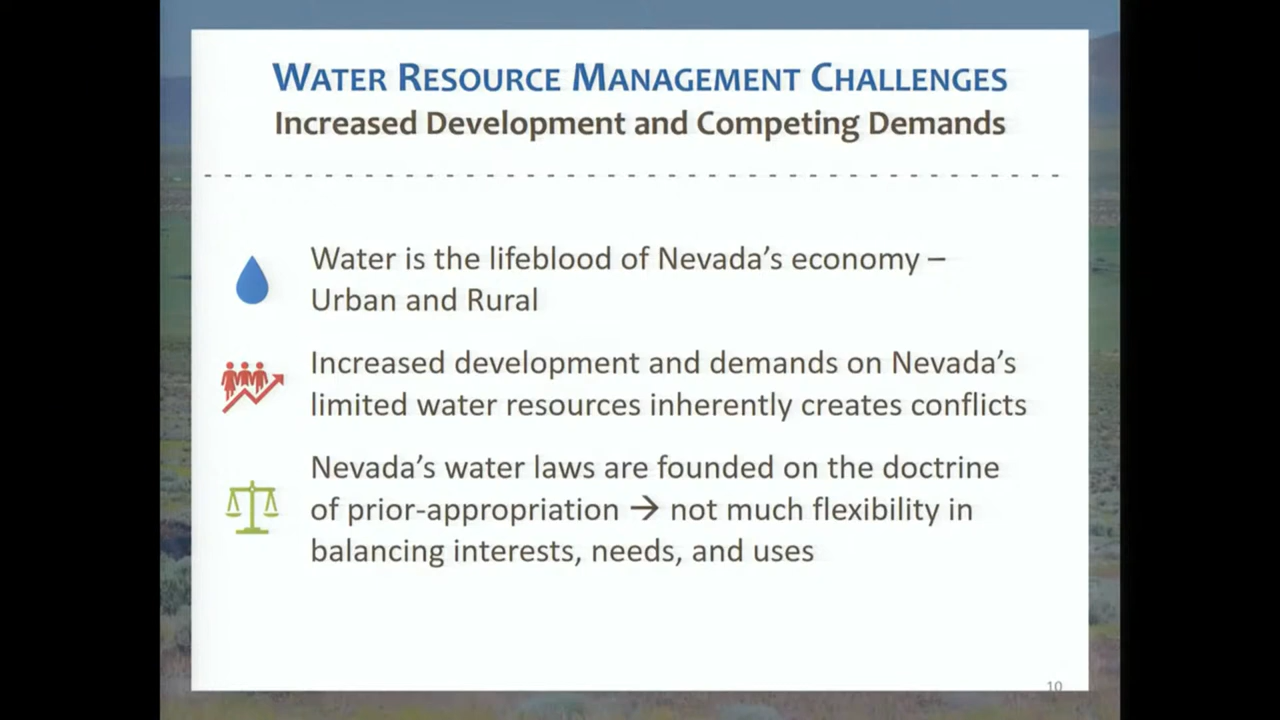 WATER RESOURCE MANAGEMENT CHALLENGES
Increased Development and Competing Demands
Water is the lifeblood of Nevada's economy –
Urban and Rural
Increased development and demands on Nevada's
limited water resources inherently creates conflicts
Nevada's water laws are founded on the doctrine
of prior-appropriation → not much flexibility in
balancing interests, needs, and uses
10